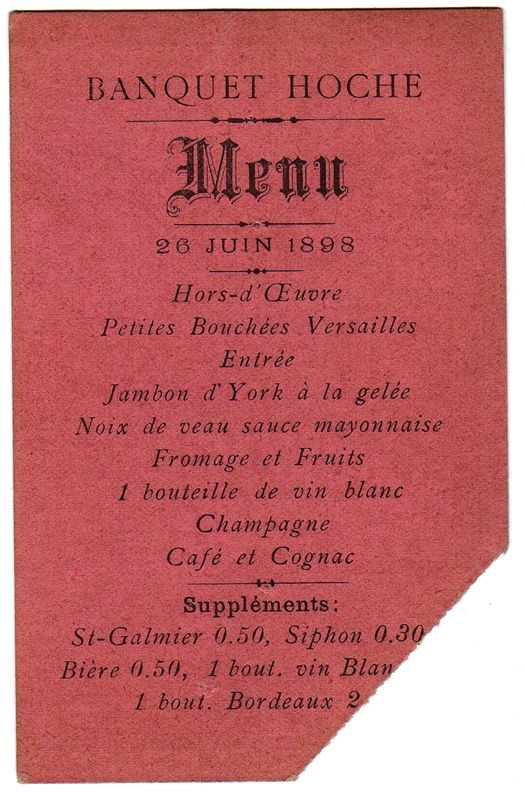 BANQUET HOCHE
Menu
26 JUIN 1898
Hors-d'Œuvre
Petites Bouchées Versailles
Entrée
Jambon d'York à la gelée
Noix de veau sauce mayonnaise
Fromage et Fruits
1 bouteille de vin blanc
Champagne
Café et Cognac
Suppléments:
St-Galmier 0.50, Siphon 0.30
Bière 0.50, 1 bout. vin Blan
1 bout. Bordeaux 2